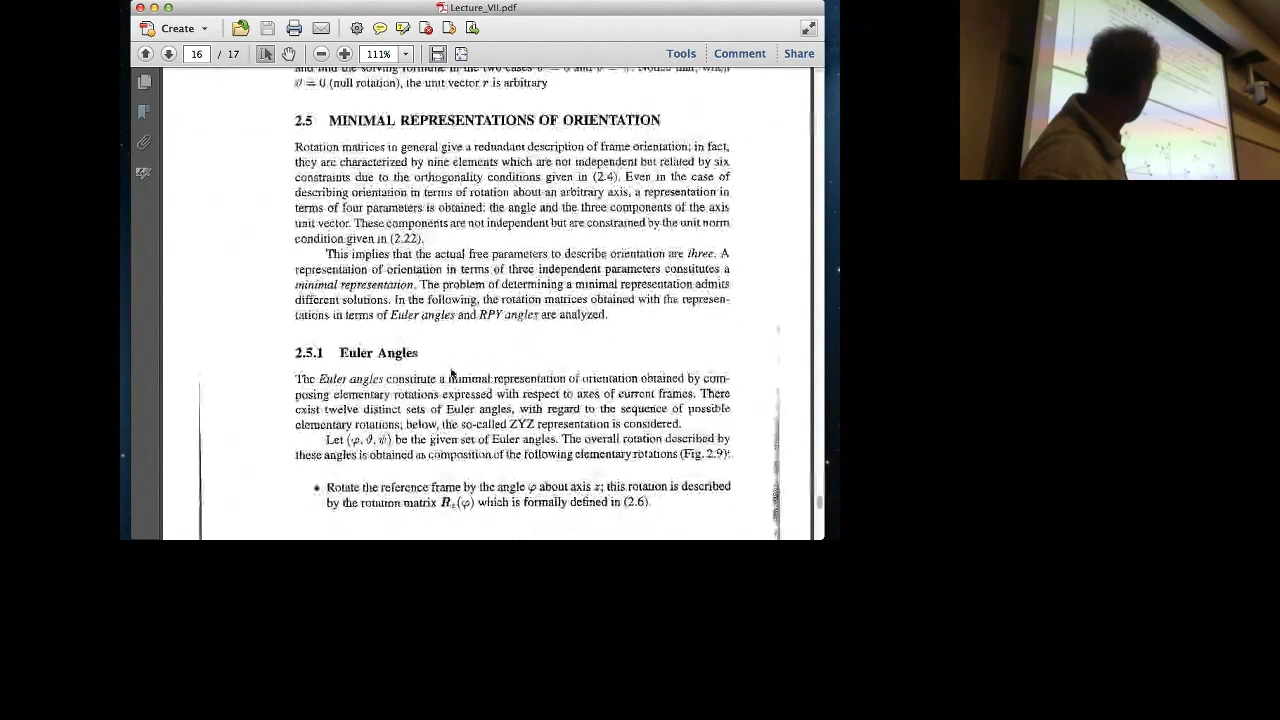 Lecture_VII.pdf
Create
16 / 17
111%
Tools
Comment
Share
ϑ = 0 (null rotation), the unit vector r is arbitrary
2.5 MINIMAL REPRESENTATIONS OF ORIENTATION
Rotation matrices in general give a redundant description of frame orientation; in fact,
they are characterized by nine elements which are not independent but related by six
constraints due to the orthogonality conditions given in (2.4). Even in the case of
describing orientation in terms of rotation about an arbitrary axis, a representation in
terms of four parameters is obtained: the angle and the three components of the axis
unit vector. These components are not independent but are constrained by the unit norm
condition given in (2.22).
This implies that the actual free parameters to describe orientation are three. A
representation of orientation in terms of three independent parameters constitutes a
minimal representation. The problem of determining a minimal representation admits
different solutions. In the following, the rotation matrices obtained with the represen-
tations in terms of Euler angles and RPY angles are analyzed.
2.5.1 Euler Angles
The Euler angles constitute a minimal representation of orientation obtained by com-
posing elementary rotations expressed with respect to axes of current frames. There
exist twelve distinct sets of Euler angles, with regard to the sequence of possible
elementary rotations; below, the so-called ZYZ representation is considered.
Let (φ, ϑ, ψ) be the given set of Euler angles. The overall rotation described by
these angles is obtained as composition of the following elementary rotations (Fig. 2.9):
• Rotate the reference frame by the angle φ about axis z; this rotation is described
by the rotation matrix R_z(φ) which is formally defined in (2.6).